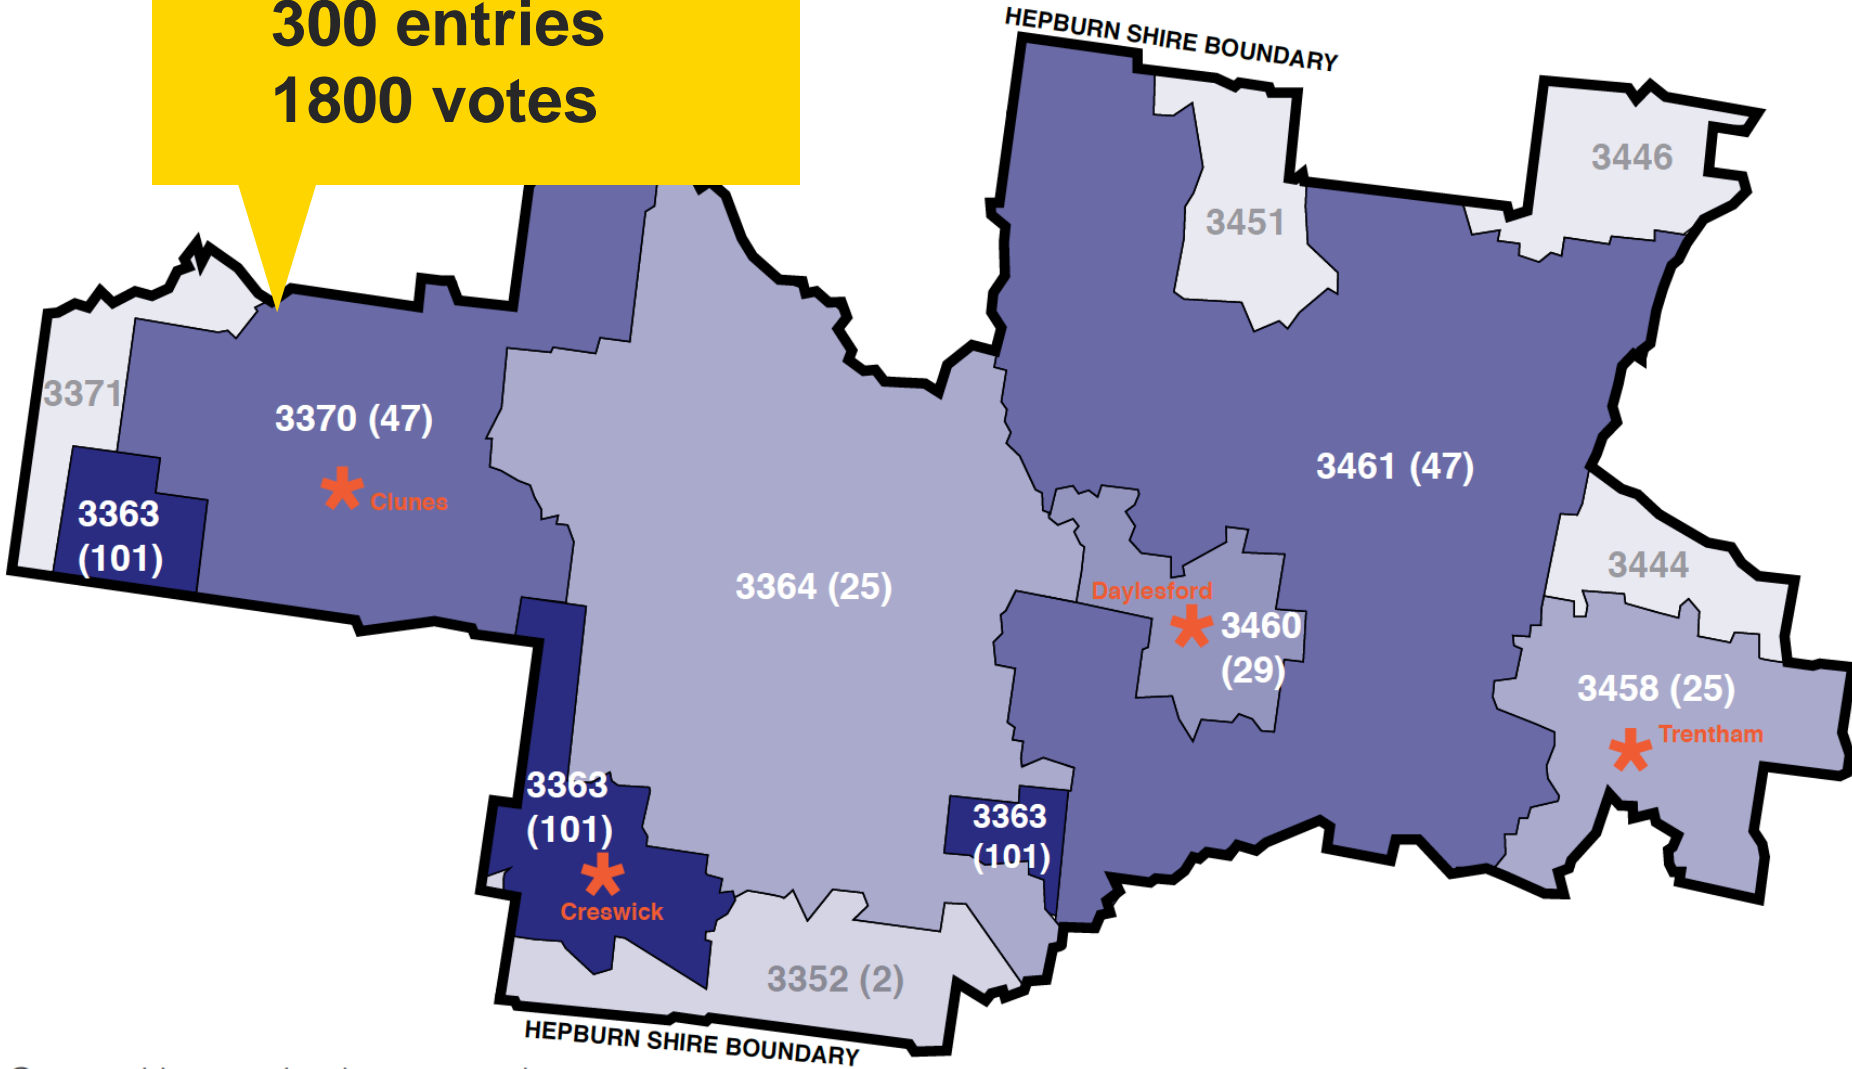 300 entries
1800 votes
HEPBURN SHIRE BOUNDARY
3446
3451
3371
3370 (47)
Clunes
3363
(101)
3461 (47)
3444
3364 (25)
Daylesford
3460
(29)
3458 (25)
Trentham
3363
(101)
Creswick
3363
(101)
3352 (2)
HEPBURN SHIRE BOUNDARY